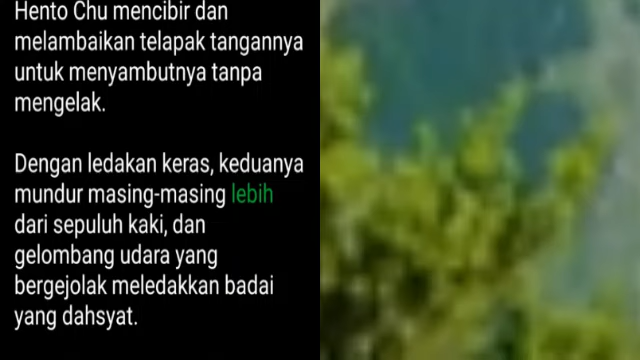 Hento Chu mencibir dan
melambaikan telapak tangannya
untuk menyambutnya tanpa
mengelak.
Dengan ledakan keras, keduanya
mundur masing-masing lebih
dari sepuluh kaki, dan
gelombang udara yang
bergejolak meledakkan badai
yang dahsyat.